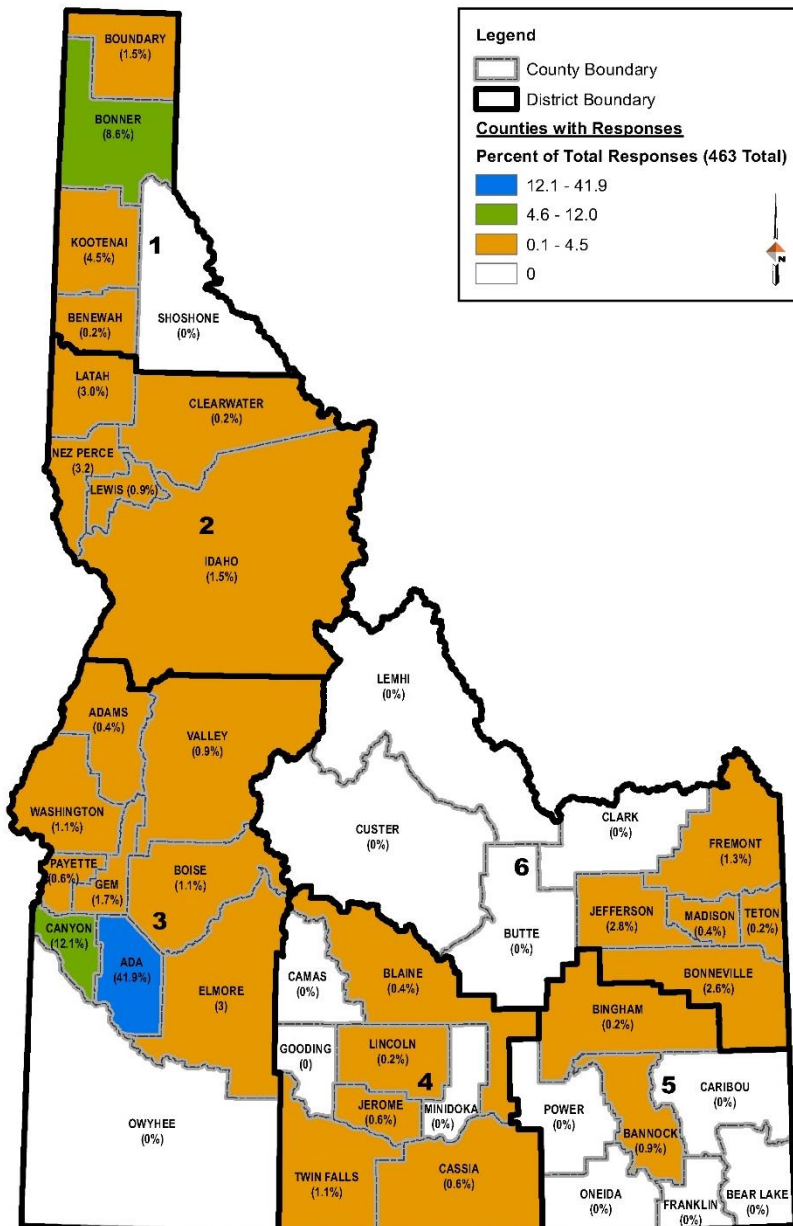 Legend
County Boundary
District Boundary
Counties with Responses
Percent of Total Responses (463 Total)
12.1 - 41.9
4.6 - 12.0
0.1 - 4.5
0
N
BOUNDARY
(1.5%)
BONNER
(8.6%)
KOOTENAI
(4.5%)
1
BENEWAH
(0.2%)
SHOSHONE
(0%)
LATAH
(3.0%)
CLEARWATER
(0.2%)
NEZ PERCE
(3.2)
LEWIS (0.9%)
2
IDAHO
(1.5%)
LEMHI
(0%)
ADAMS
(0.4%)
VALLEY
(0.9%)
WASHINGTON
(1.1%)
CUSTER
(0%)
CLARK
(0%)
FREMONT
(1.3%)
PAYETTE
(0.6%)
GEM
(1.7%)
BOISE
(1.1%)
6
JEFFERSON
(2.8%)
MADISON
(0.4%)
TETON
(0.2%)
CANYON
(12.1%)
3
ADA
(41.9%)
BUTTE
(0%)
ELMORE
(3)
CAMAS
(0%)
BLAINE
(0.4%)
BONNEVILLE
(2.6%)
BINGHAM
(0.2%)
GOODING
(0)
LINCOLN
(0.2%)
4
5
CARIBOU
(0%)
OWYHEE
(0%)
JEROME
(0.6%)
MINIDOKA
(0%)
POWER
(0%)
BANNOCK
(0.9%)
TWIN FALLS
(1.1%)
CASSIA
(0.6%)
ONEIDA
(0%)
FRANKLIN
(0%)
BEAR LAKE
(0%)